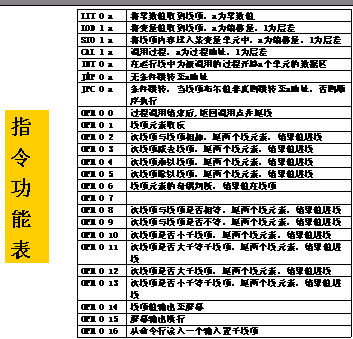 指令功能表
LIT 0 a 将常数值取到栈顶，a为常数值
LOD l a 将变量值取到栈顶，a为偏移量，l为层差
STO l a 将栈顶内容送入某变量单元中，a为偏移量，l为层差
CAL l a 调用过程，a为过程地址，l为层差
INT 0 a 在运行栈中为被调用的过程开辟a个单元的数据区
JMP 0 a 无条件跳转至a地址
JPC 0 a 条件跳转，当栈顶布尔值非真则跳转至a地址，否则顺
序执行
OPR 0 0 过程调用结束后,返回调用点并退栈
OPR 0 1 栈顶元素取反
OPR 0 2 次栈顶与栈顶相加，退两个栈元素，结果值进栈
OPR 0 3 次栈顶减去栈顶，退两个栈元素，结果值进栈
OPR 0 4 次栈顶乘以栈顶，退两个栈元素，结果值进栈
OPR 0 5 次栈顶除以栈顶，退两个栈元素，结果值进栈
OPR 0 6 栈顶元素的奇偶判断，结果值在栈顶
OPR 0 7
OPR 0 8 次栈顶与栈顶是否相等，退两个栈元素，结果值进栈
OPR 0 9 次栈顶与栈顶是否不等，退两个栈元素，结果值进栈
OPR 0 10 次栈顶是否小于栈顶，退两个栈元素，结果值进栈
OPR 0 11 次栈顶是否大于等于栈顶，退两个栈元素，结果值进
栈
OPR 0 12 次栈顶是否大于栈顶，退两个栈元素，结果值进栈
OPR 0 13 次栈顶是否小于等于栈顶，退两个栈元素，结果值进
栈
OPR 0 14 栈顶值输出至屏幕
OPR 0 15 屏幕输出换行
OPR 0 16 从命令行读入一个输入置于栈顶